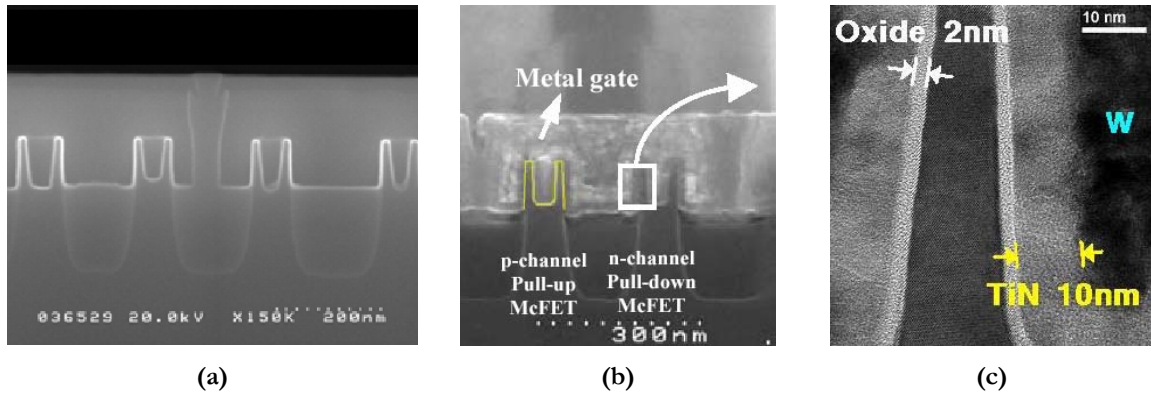 036529 20.0kV X150K 200nm
(a)
Metal gate
p-channel
Pull-up
McFET
n-channel
Pull-down
McFET
300nm
(b)
10 nm
Oxide 2nm
W
TiN 10nm
(c)